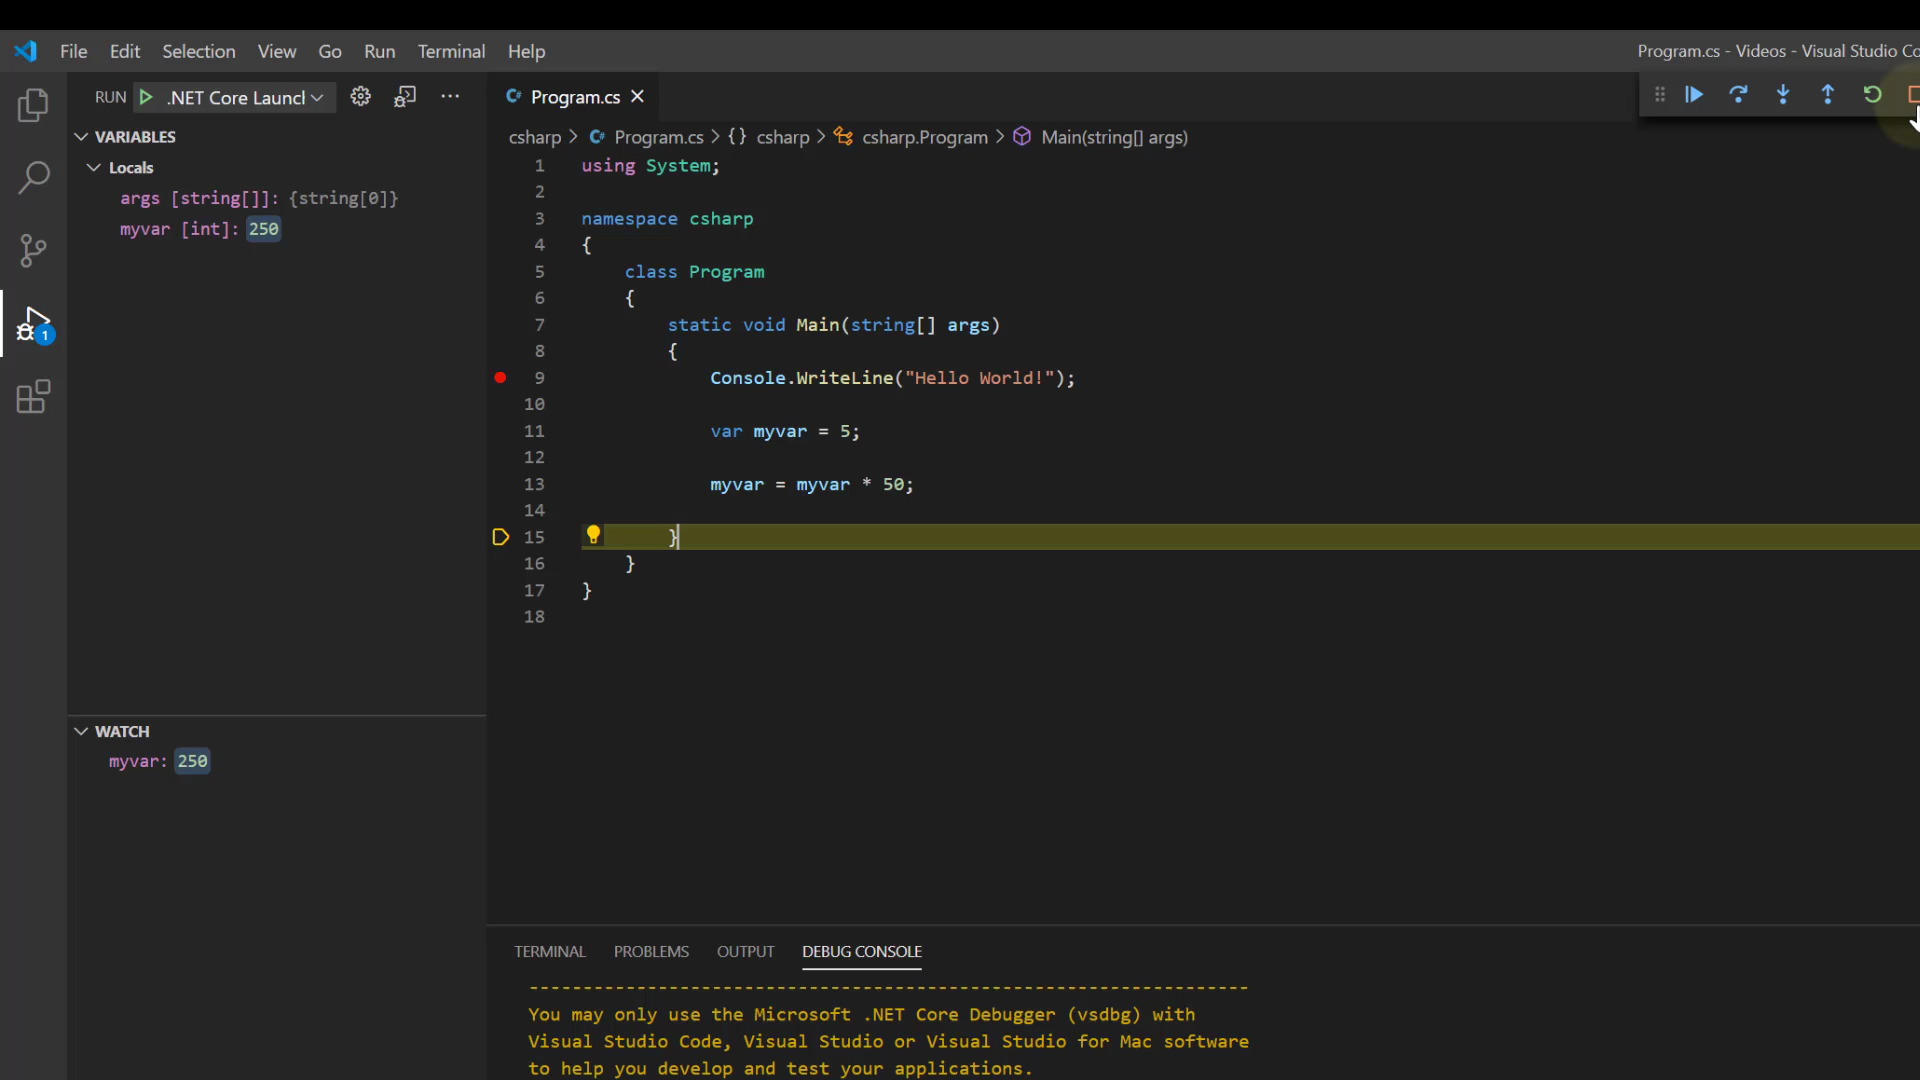 File Edit Selection View Go Run Terminal Help
Program.cs - Videos - Visual Studio Co
RUN .NET Core Launcl
Program.cs
VARIABLES
Locals
args [string[]]: {string[0]}
myvar [int]: 250
WATCH
myvar: 250
1
csharp > Program.cs > {} csharp > csharp.Program > Main(string[] args)
1 using System;
2
3 namespace csharp
4 {
5 class Program
6 {
7 static void Main(string[] args)
8 {
9 Console.WriteLine("Hello World!");
10
11 var myvar = 5;
12
13 myvar = myvar * 50;
14
15 }
16 }
17 }
18
TERMINAL PROBLEMS OUTPUT DEBUG CONSOLE
-------------------------------------------------------------------
You may only use the Microsoft .NET Core Debugger (vsdbg) with
Visual Studio Code, Visual Studio or Visual Studio for Mac software
to help you develop and test your applications.